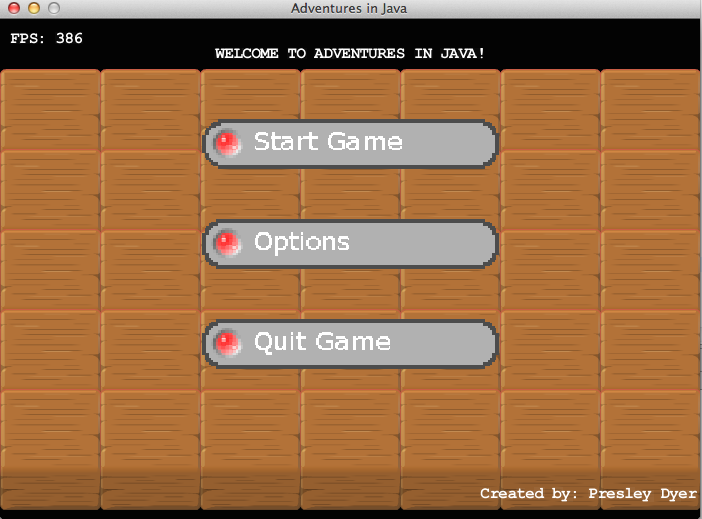 Adventures in Java
FPS: 386
WELCOME TO ADVENTURES IN JAVA!
Start Game
Options
Quit Game
Created by: Presley Dyer